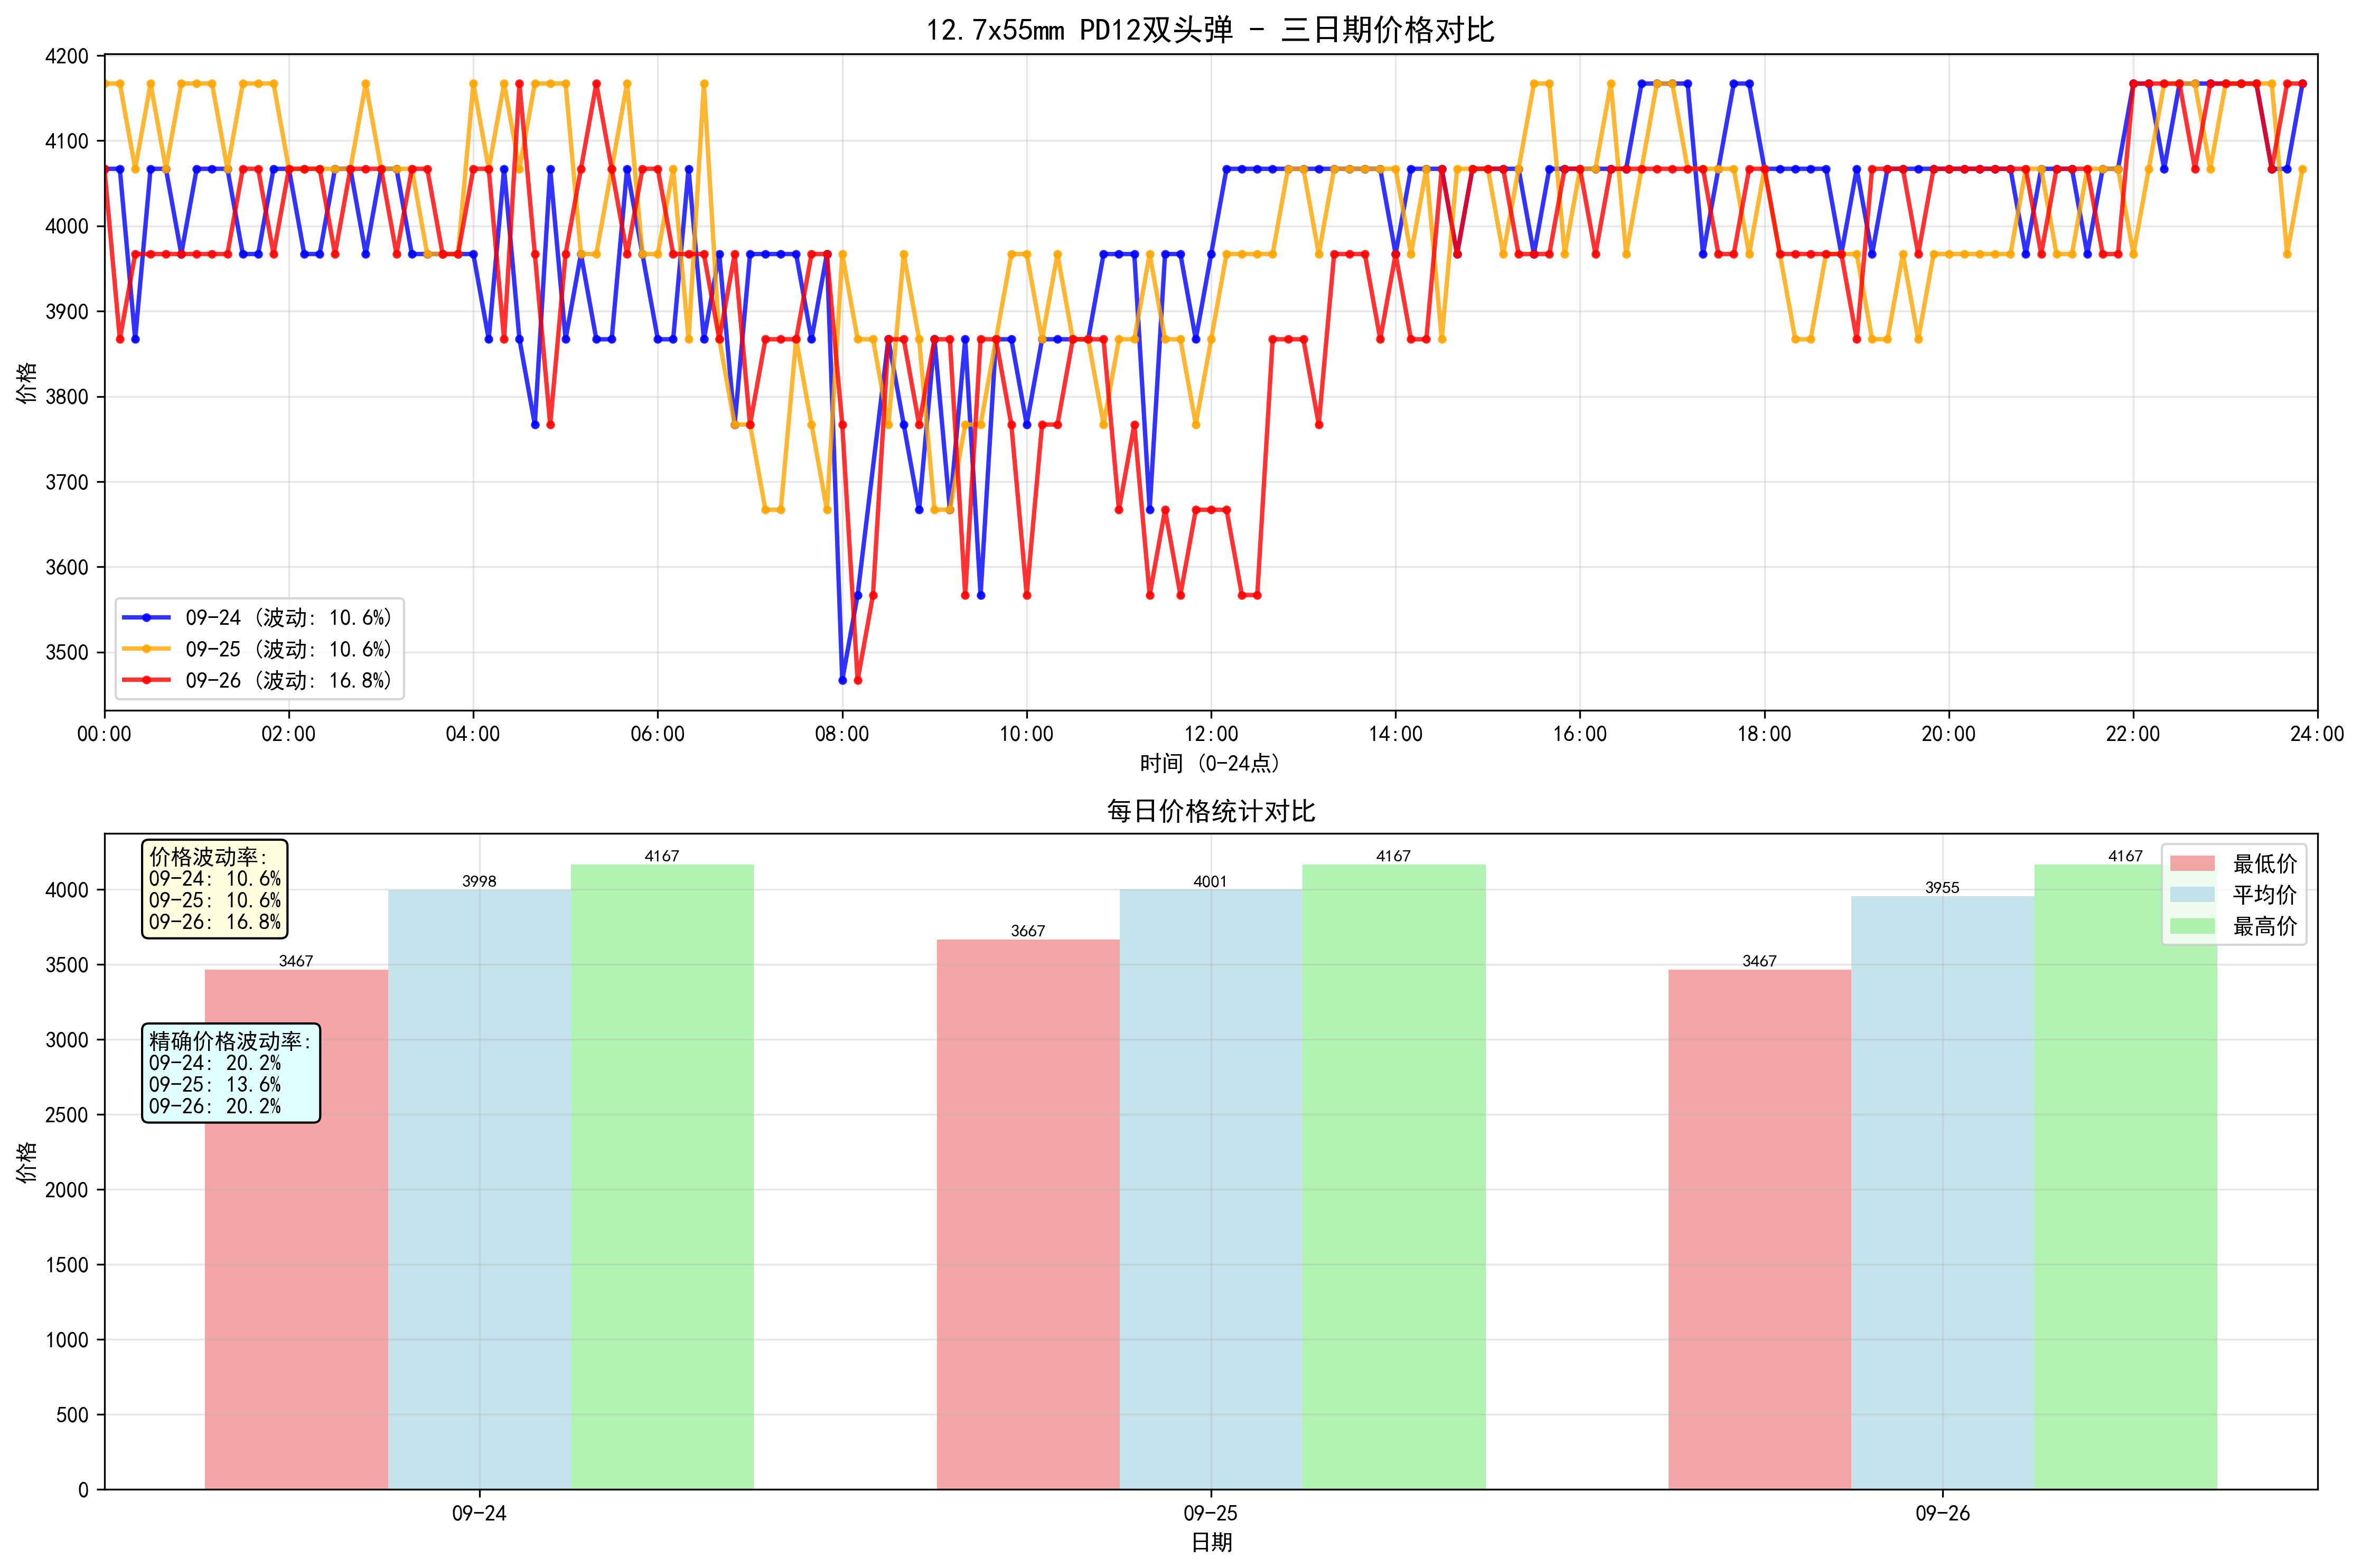 12.7x55mm PD12双头弹 - 三日期价格对比
4200
4100
4000
3900
3800
3700
3600
3500
价格
09-24 (波动: 10.6%)
09-25 (波动: 10.6%)
09-26 (波动: 16.8%)
00:00 02:00 04:00 06:00 08:00 10:00 12:00 14:00 16:00 18:00 20:00 22:00 24:00
时间 (0-24点)
每日价格统计对比
价格波动率:
09-24: 10.6%
09-25: 10.6%
09-26: 16.8%
精确价格波动率:
09-24: 20.2%
09-25: 13.6%
09-26: 20.2%
3467 3998 4167
3667 4001 4167
3467 3955 4167
最低价
平均价
最高价
4000
3500
3000
2500
2000
1500
1000
500
0
价格
09-24 09-25 09-26
日期